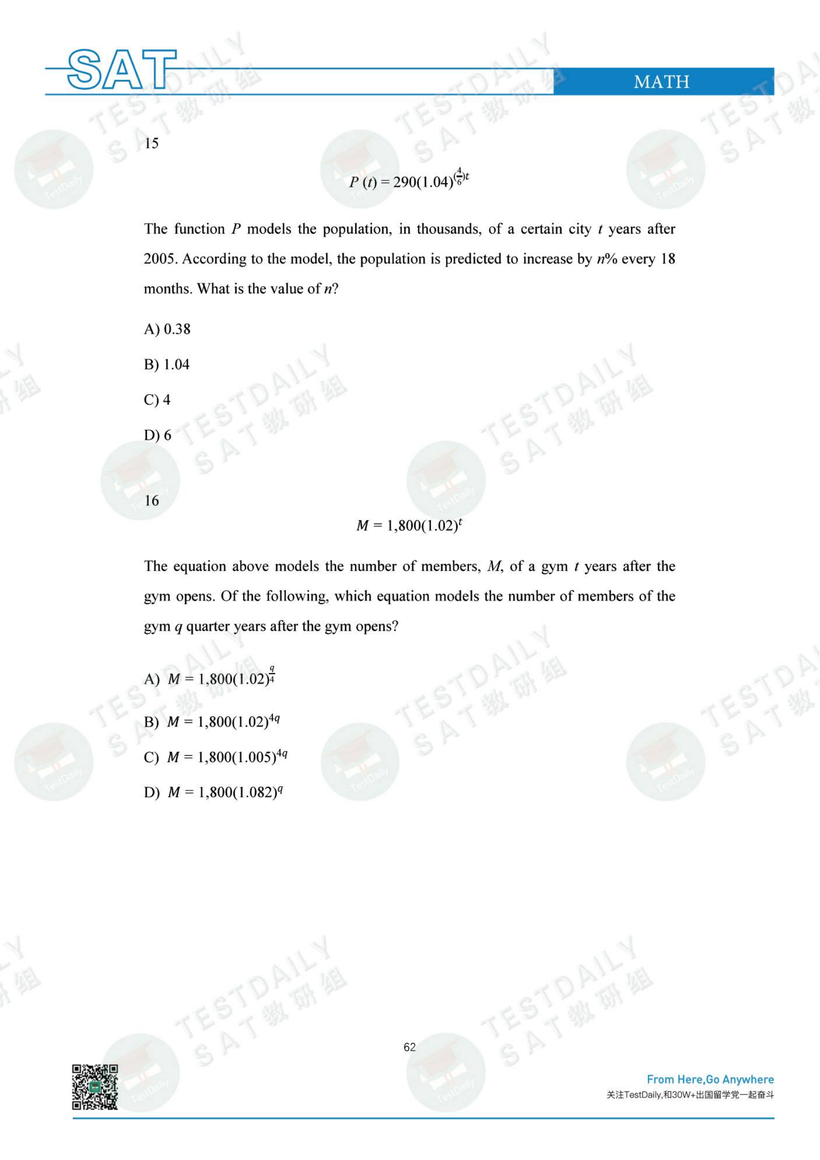 SAT
MATH
15
P (t) = 290(1.04)^(4/6)t
The function P models the population, in thousands, of a certain city t years after
2005. According to the model, the population is predicted to increase by n% every 18
months. What is the value of n?
A) 0.38
B) 1.04
C) 4
D) 6
16
M = 1,800(1.02)^t
The equation above models the number of members, M, of a gym t years after the
gym opens. Of the following, which equation models the number of members of the
gym q quarter years after the gym opens?
A) M = 1,800(1.02)^(q/4)
B) M = 1,800(1.02)^4q
C) M = 1,800(1.005)^4q
D) M = 1,800(1.082)^q
62
From Here,Go Anywhere
关注TestDaily,和30W+出国留学党一起奋斗
TESTDAILY
SAT教研组
TestDaily